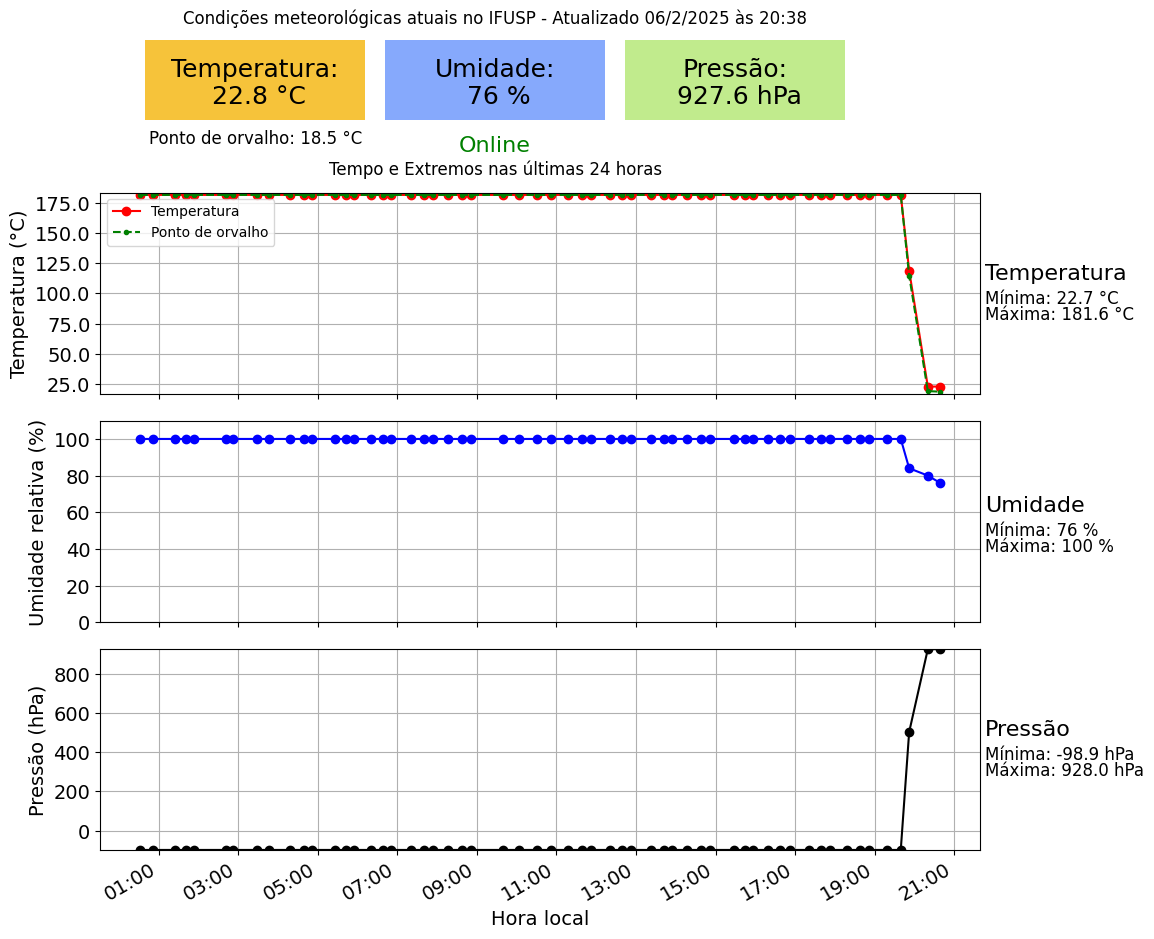 Condições meteorológicas atuais no IFUSP - Atualizado 06/2/2025 às 20:38
Temperatura:
22.8 °C
Umidade:
76 %
Pressão:
927.6 hPa
Ponto de orvalho: 18.5 °C
Online
Tempo e Extremos nas últimas 24 horas
Temperatura (°C)
175.0
150.0
125.0
100.0
75.0
50.0
25.0
Temperatura
Ponto de orvalho
Temperatura
Mínima: 22.7 °C
Máxima: 181.6 °C
Umidade relativa (%)
100
80
60
40
20
0
Umidade
Mínima: 76 %
Máxima: 100 %
Pressão (hPa)
800
600
400
200
0
Pressão
Mínima: -98.9 hPa
Máxima: 928.0 hPa
01:00 03:00 05:00 07:00 09:00 11:00 13:00 15:00 17:00 19:00 21:00
Hora local